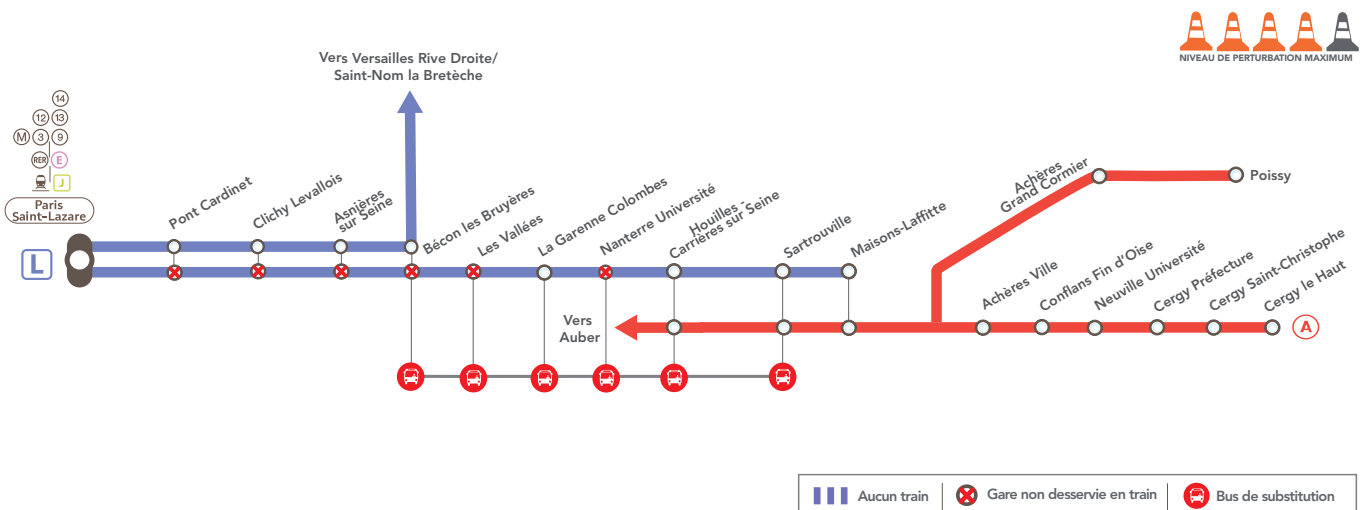 NIVEAU DE PERTURBATION MAXIMUM
Vers Versailles Rive Droite/
Saint-Nom la Bretèche
14
12 13
M 3 9
RER E
J
Paris
Saint-Lazare
L
Pont Cardinet
Clichy Levallois
Asnières
sur Seine
Bécon les Bruyères
Les Vallées
La Garenne Colombes
Nanterre Université
Houilles -
Carrières sur Seine
Sartrouville
Maisons-Laffitte
Achères
Grand Cormier
Poissy
Vers
Auber
Achères Ville
Conflans Fin d'Oise
Neuville Université
Cergy Préfecture
Cergy Saint-Christophe
Cergy le Haut
A
Aucun train
Gare non desservie en train
Bus de substitution